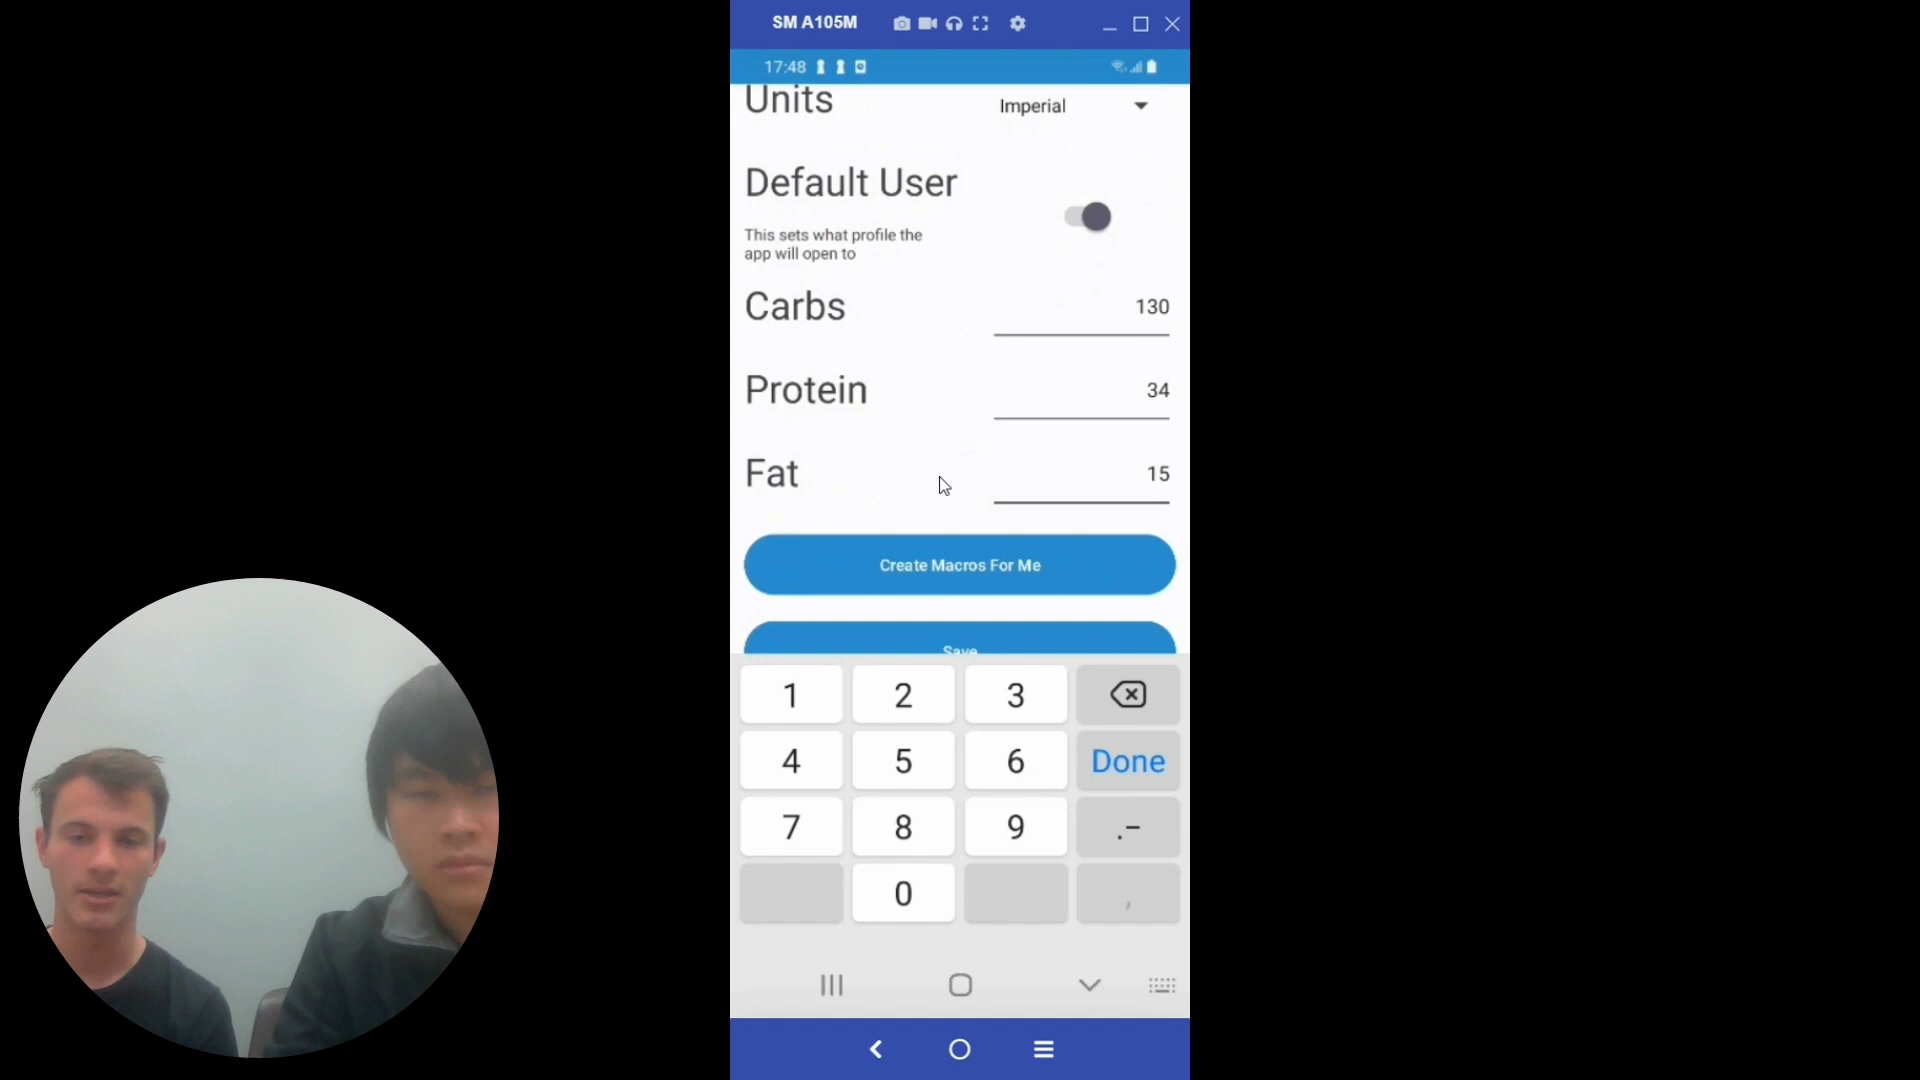 SM A105M
17:48
Units
Imperial
Default User
This sets what profile the
app will open to
Carbs
130
Protein
34
Fat
15
Create Macros For Me
Save
1 2 3
4 5 6 Done
7 8 9 .-
0 ,